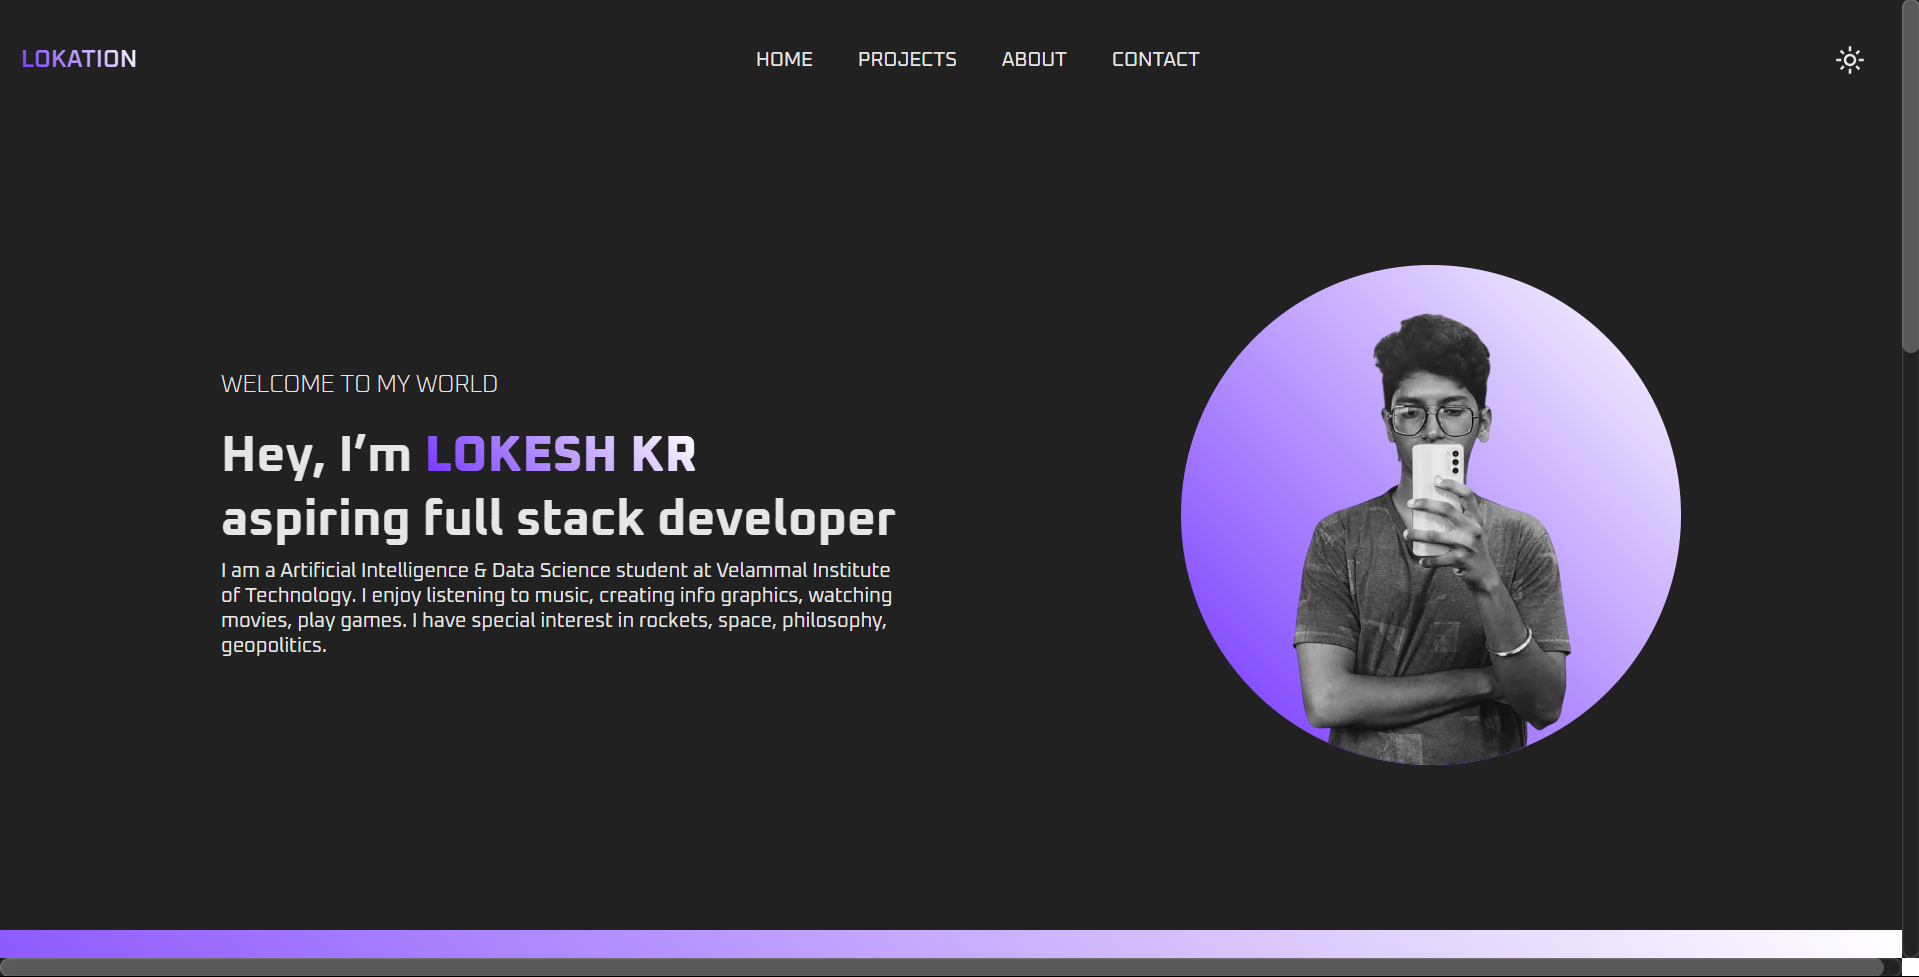 LOKATION
HOME PROJECTS ABOUT CONTACT
WELCOME TO MY WORLD
Hey, I’m LOKESH KR
aspiring full stack developer
I am a Artificial Intelligence & Data Science student at Velammal Institute
of Technology. I enjoy listening to music, creating info graphics, watching
movies, play games. I have special interest in rockets, space, philosophy,
geopolitics.